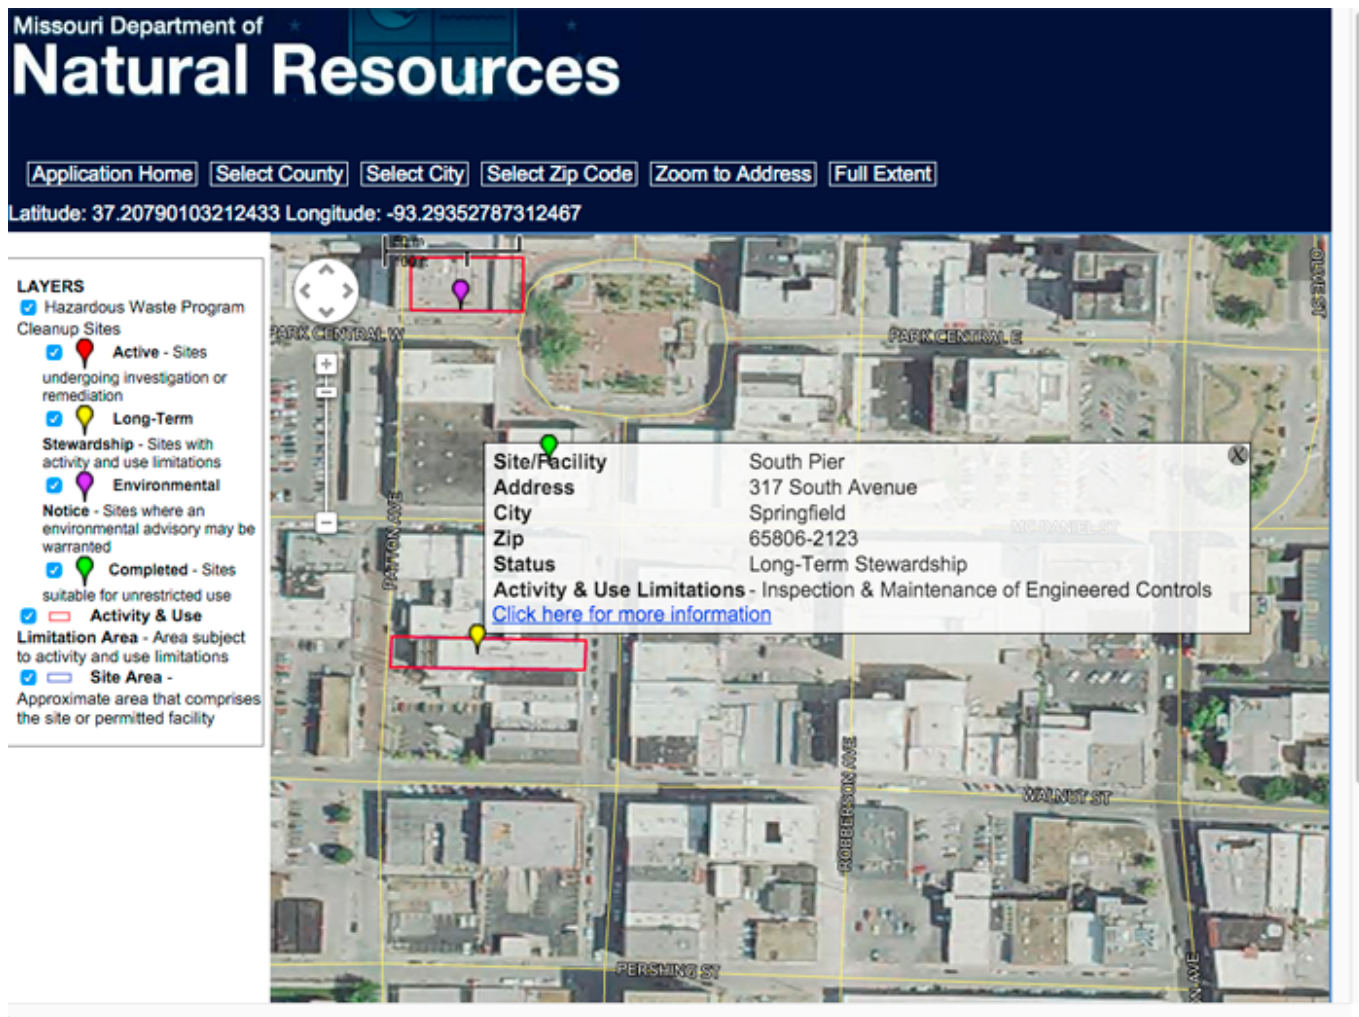 Missouri Department of
Natural Resources
Application Home Select County Select City Select Zip Code Zoom to Address Full Extent
Latitude: 37.20790103212433 Longitude: -93.29352787312467
LAYERS
Hazardous Waste Program
Cleanup Sites
Active - Sites
undergoing investigation or
remediation
Long-Term
Stewardship - Sites with
activity and use limitations
Environmental
Notice - Sites where an
environmental advisory may be
warranted
Completed - Sites
suitable for unrestricted use
Activity & Use
Limitation Area - Area subject
to activity and use limitations
Site Area -
Approximate area that comprises
the site or permitted facility
PARK CENTRAL W
PARK CENTRAL E
OLIVE ST
Site/Facility South Pier
X
Address 317 South Avenue
City Springfield
Zip 65806-2123
Status Long-Term Stewardship
Activity & Use Limitations - Inspection & Maintenance of Engineered Controls
Click here for more information
MC DANIEL ST
PATTON AVE
ROBBERSON AVE
WALNUT ST
PERSHING ST